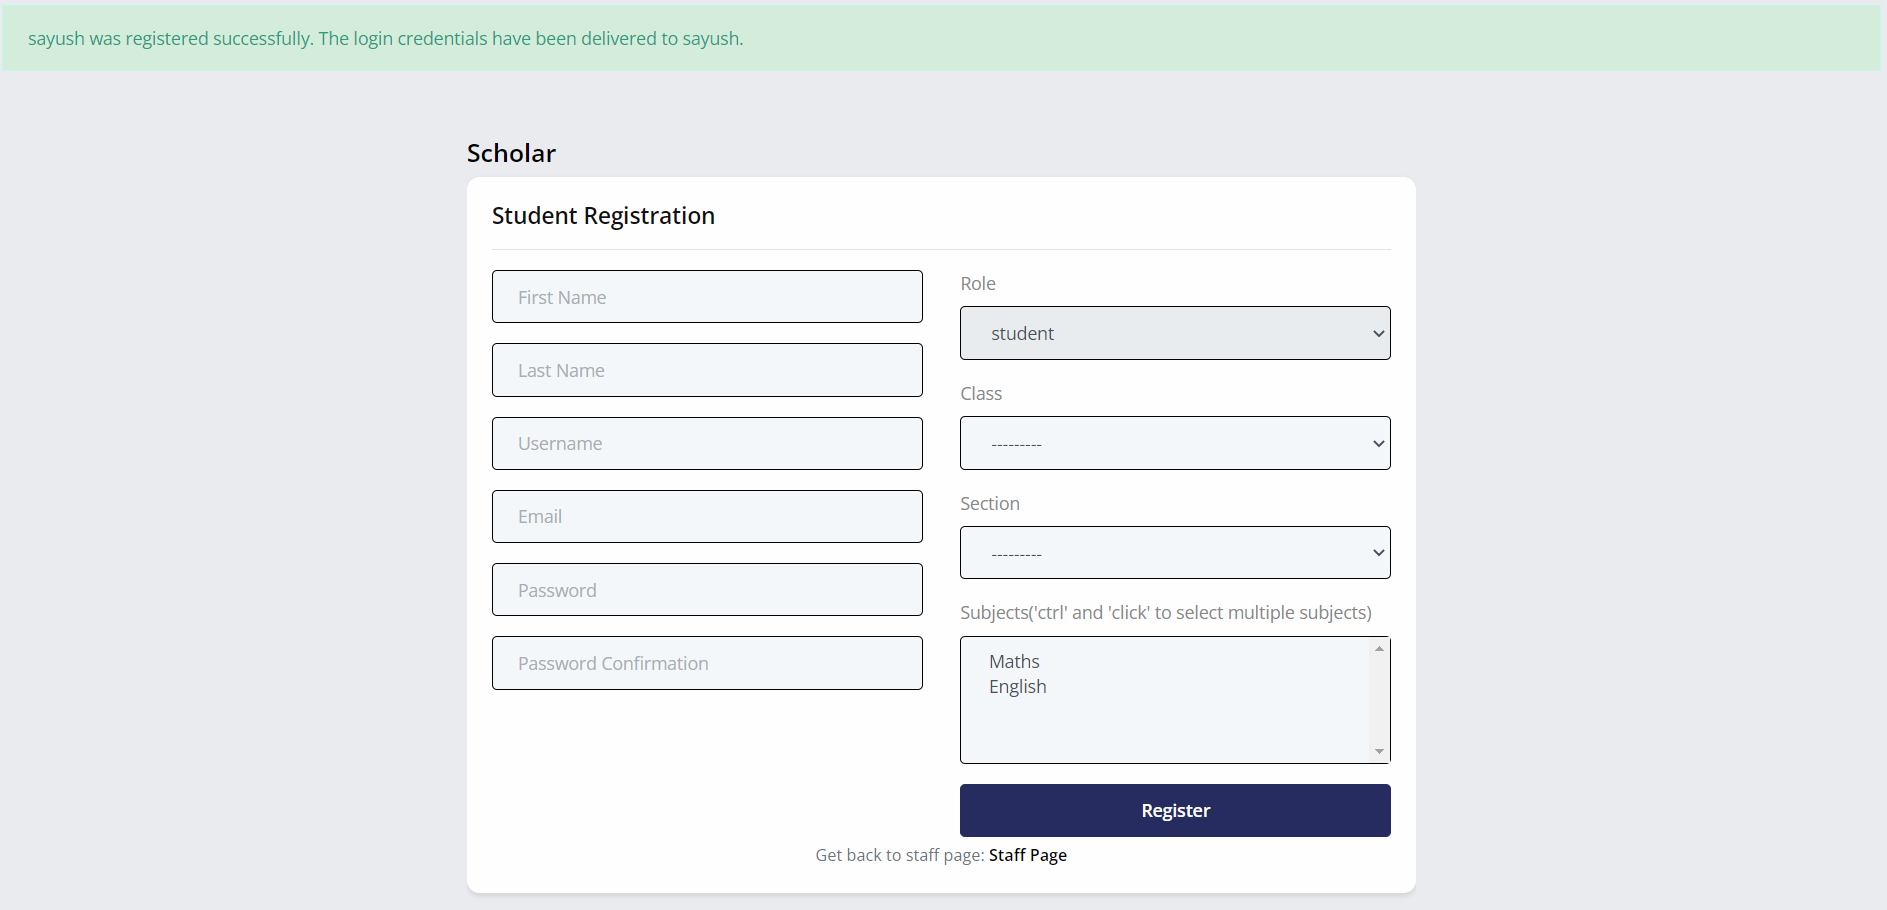 sayush was registered successfully. The login credentials have been delivered to sayush.
Scholar
Student Registration
First Name
Last Name
Username
Email
Password
Password Confirmation
Role
student
Class
---------
Section
---------
Subjects('ctrl' and 'click' to select multiple subjects)
Maths
English
Register
Get back to staff page: Staff Page